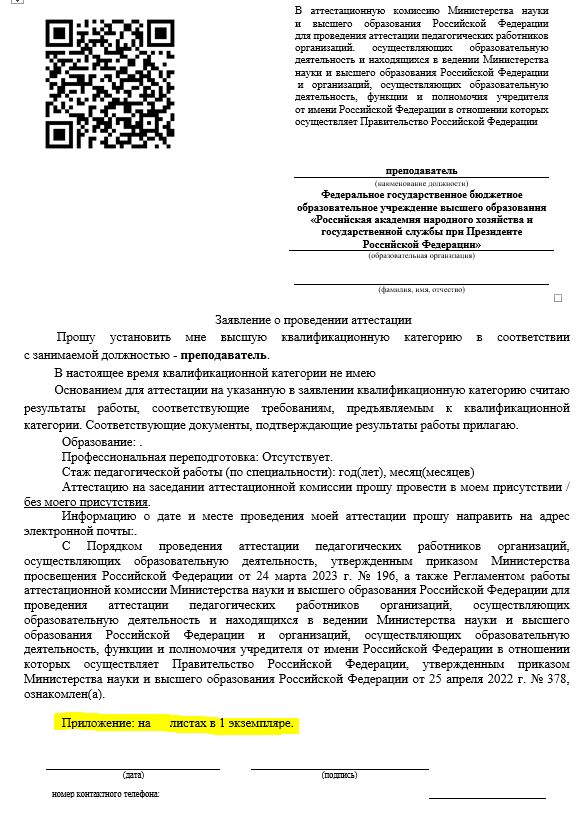 В аттестационную комиссию Министерства науки
и высшего образования Российской Федерации
для проведения аттестации педагогических работников
организаций. осуществляющих образовательную
деятельность и находящихся в ведении Министерства
науки и высшего образования Российской Федерации
и организаций, осуществляющих образовательную
деятельность, функции и полномочия учредителя
от имени Российской Федерации в отношении которых
осуществляет Правительство Российской Федерации
преподаватель
(наименование должности)
Федеральное государственное бюджетное
образовательное учреждение высшего образования
«Российская академия народного хозяйства и
государственной службы при Президенте
Российской Федерации»
(образовательная организация)
(фамилия, имя, отчество)
Заявление о проведении аттестации
Прошу установить мне высшую квалификационную категорию в соответствии
с занимаемой должностью - преподаватель.
В настоящее время квалификационной категории не имею
Основанием для аттестации на указанную в заявлении квалификационную категорию считаю
результаты работы, соответствующие требованиям, предъявляемым к квалификационной
категории. Соответствующие документы, подтверждающие результаты работы прилагаю.
Образование: .
Профессиональная переподготовка: Отсутствует.
Стаж педагогической работы (по специальности): год(лет), месяц(месяцев)
Аттестацию на заседании аттестационной комиссии прошу провести в моем присутствии /
без моего присутствия.
Информацию о дате и месте проведения моей аттестации прошу направить на адрес
электронной почты:.
С Порядком проведения аттестации педагогических работников организаций,
осуществляющих образовательную деятельность, утвержденным приказом Министерства
просвещения Российской Федерации от 24 марта 2023 г. № 196, а также Регламентом работы
аттестационной комиссии Министерства науки и высшего образования Российской Федерации для
проведения аттестации педагогических работников организаций, осуществляющих
образовательную деятельность и находящихся в ведении Министерства науки и высшего
образования Российской Федерации и организаций, осуществляющих образовательную
деятельность, функции и полномочия учредителя от имени Российской Федерации в отношении
которых осуществляет Правительство Российской Федерации, утвержденным приказом
Министерства науки и высшего образования Российской Федерации от 25 апреля 2022 г. № 378,
ознакомлен(а).
Приложение: на листах в 1 экземпляре.
(дата) (подпись)
номер контактного телефона: